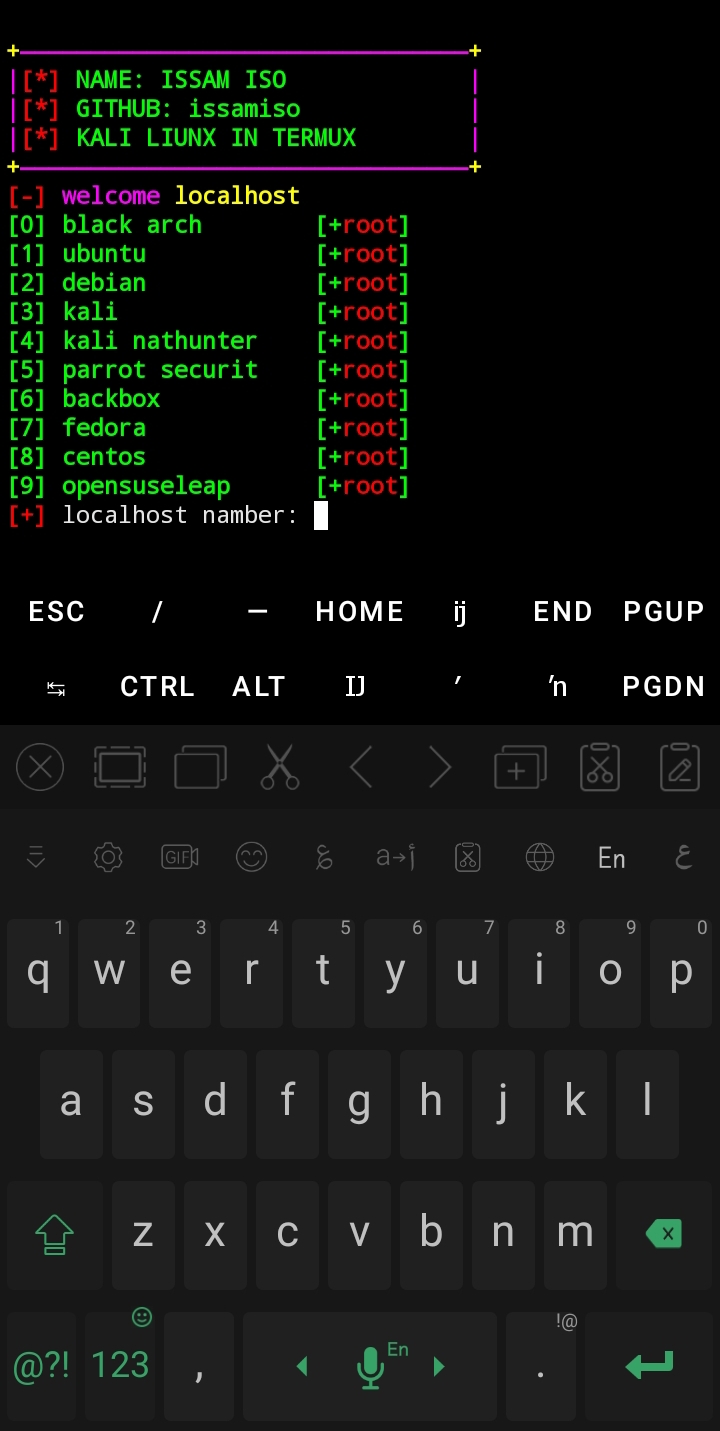 [*] NAME: ISSAM ISO
[*] GITHUB: issamiso
[*] KALI LIUNX IN TERMUX
[-] welcome localhost
[0] black arch [+root]
[1] ubuntu [+root]
[2] debian [+root]
[3] kali [+root]
[4] kali nathunter [+root]
[5] parrot securit [+root]
[6] backbox [+root]
[7] fedora [+root]
[8] centos [+root]
[9] opensuseleap [+root]
[+] localhost namber:
ESC / — HOME ĳ END PGUP
↹ CTRL ALT Ĳ ʼ ŉ PGDN
GIF غ a→أ En ع
1 2 3 4 5 6 7 8 9 0
q w e r t y u i o p
a s d f g h j k l
z x c v b n m
@?! 123 , En . !@